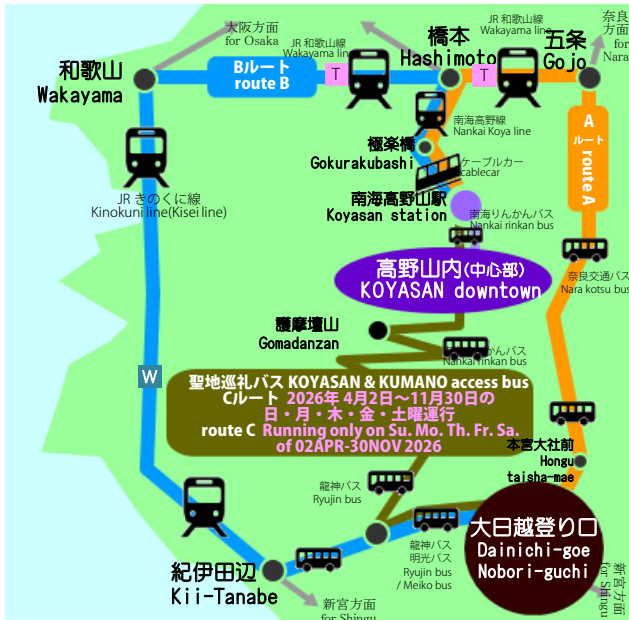 大阪方面
for Osaka
JR 和歌山線
Wakayama line
橋本
Hashimoto
JR 和歌山線
Wakayama line
五条
Gojo
奈良
方面
for
Nara
和歌山
Wakayama
Bルート
route B
T
T
A
ルート
route A
南海高野線
Nankai Koya line
極楽橋
Gokurakubashi
ケーブルカー
cablecar
南海高野山駅
Koyasan station
JR きのくに線
Kinokuni line(Kisei line)
南海りんかんバス
Nankai rinkan bus
高野山内(中心部)
KOYASAN downtown
奈良交通バス
Nara kotsu bus
護摩壇山
Gomadanzan
かんバス
Nankai rinkan bus
W
聖地巡礼バス KOYASAN & KUMANO access bus
Cルート 2026年 4月2日～11月30日の
日・月・木・金・土曜運行
route C Running only on Su. Mo. Th. Fr. Sa.
of 02APR-30NOV 2026
本宮大社前
Hongu
taisha-mae
龍神バス
Ryujin bus
大日越登り口
Dainichi-goe
Nobori-guchi
龍神バス
明光バス
Ryujin bus
/ Meiko bus
紀伊田辺
Kii-Tanabe
新宮方面
for Shingu
新宮方面
for Shingu